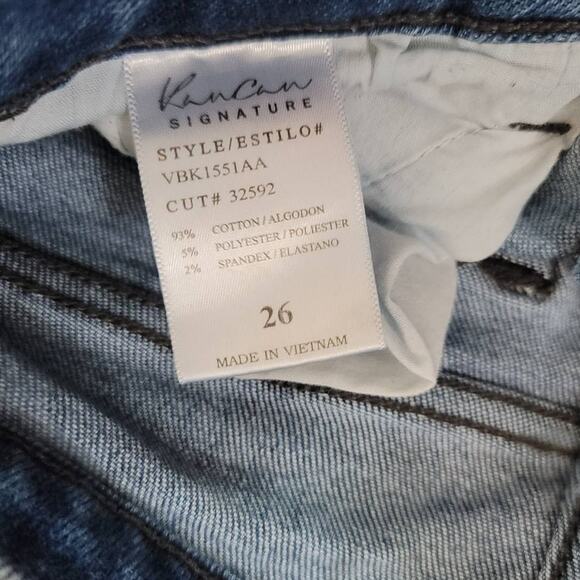 KanCan
SIGNATURE
STYLE/ESTILO#
VBK1551AA
CUT# 32592
93% COTTON / ALGODON
5% POLYESTER / POLIESTER
2% SPANDEX / ELASTANO
26
MADE IN VIETNAM